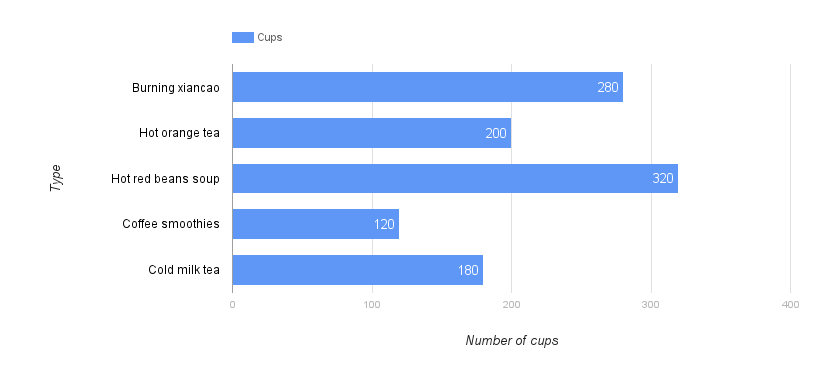 Cups
Burning xiancao
280
Hot orange tea
200
Hot red beans soup
320
Coffee smoothies
120
Cold milk tea
180
Type
0
100
200
300
400
Number of cups